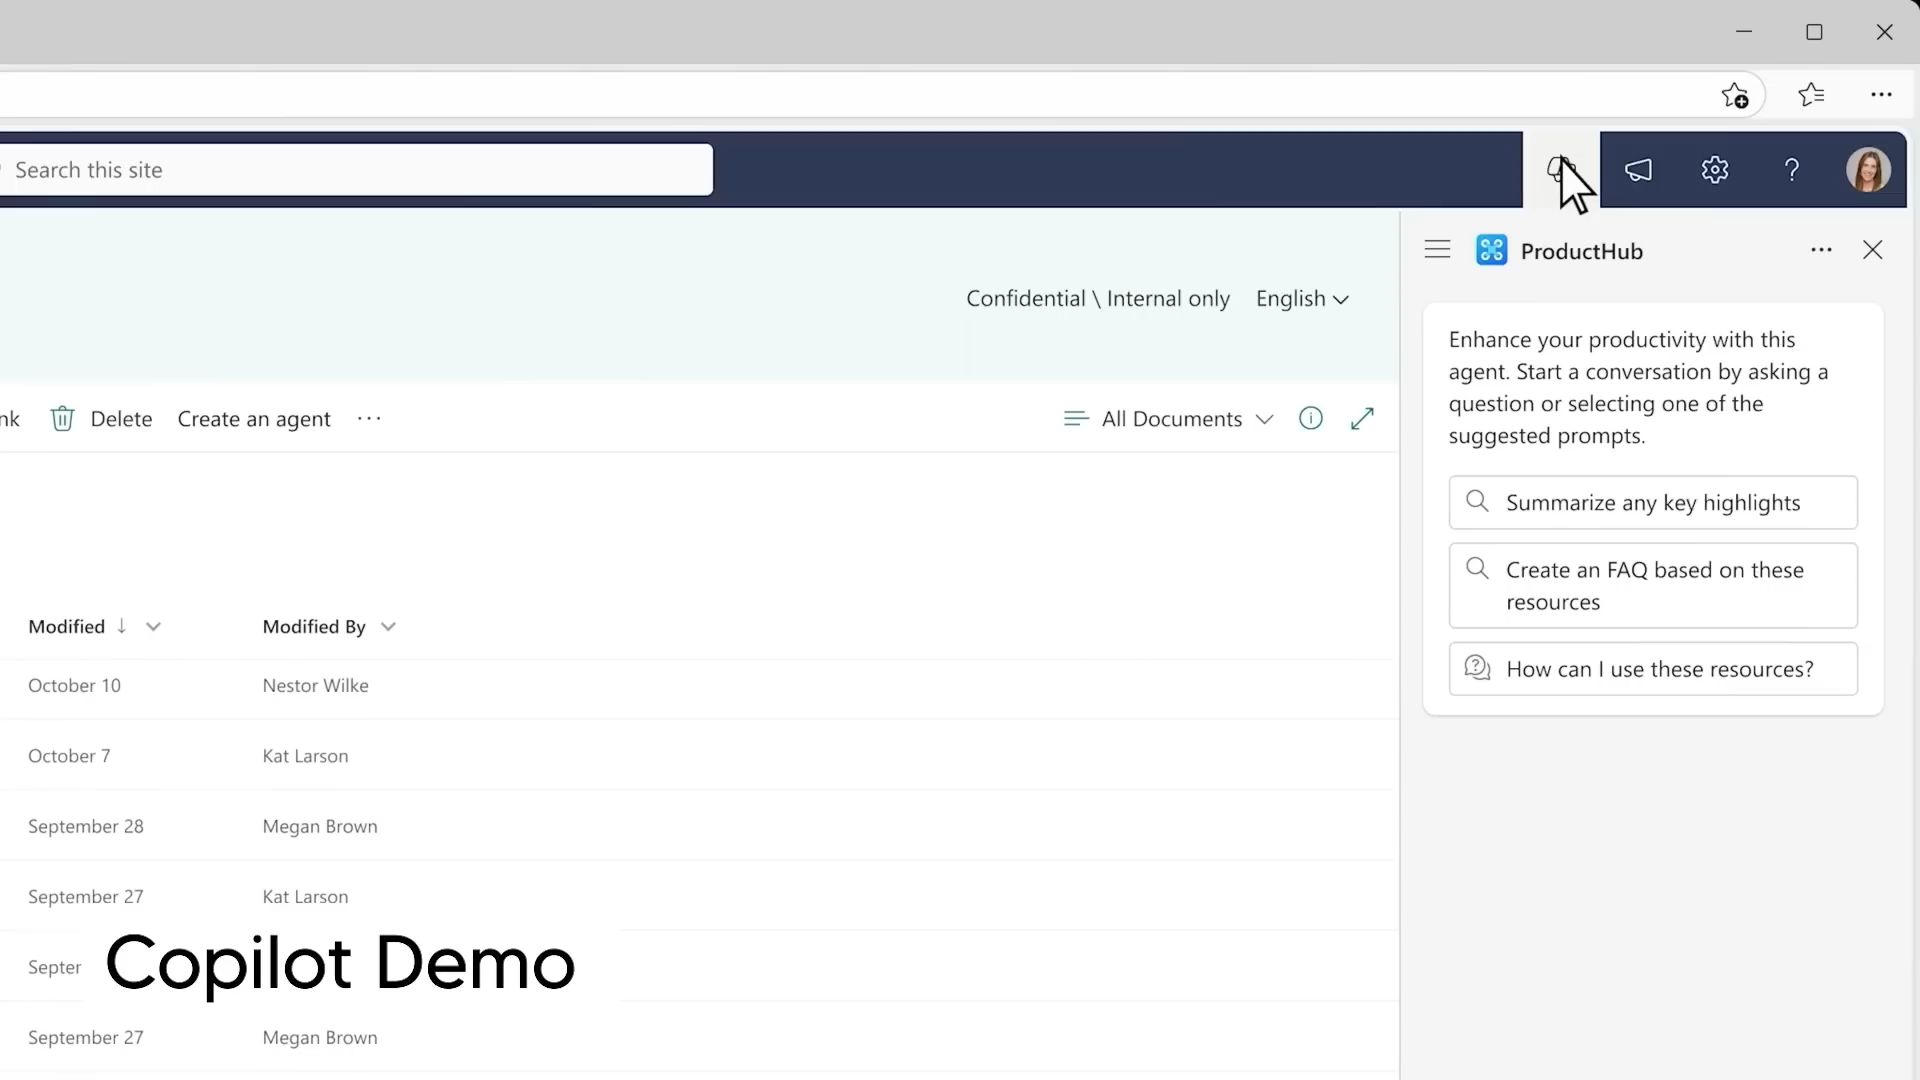 Search this site
ProductHub
Confidential \ Internal only English
Enhance your productivity with this
agent. Start a conversation by asking a
question or selecting one of the
suggested prompts.
nk Delete Create an agent ···
All Documents
Summarize any key highlights
Create an FAQ based on these
resources
How can I use these resources?
Modified ↓ Modified By
October 10 Nestor Wilke
October 7 Kat Larson
September 28 Megan Brown
September 27 Kat Larson
Septer
Copilot Demo
September 27 Megan Brown